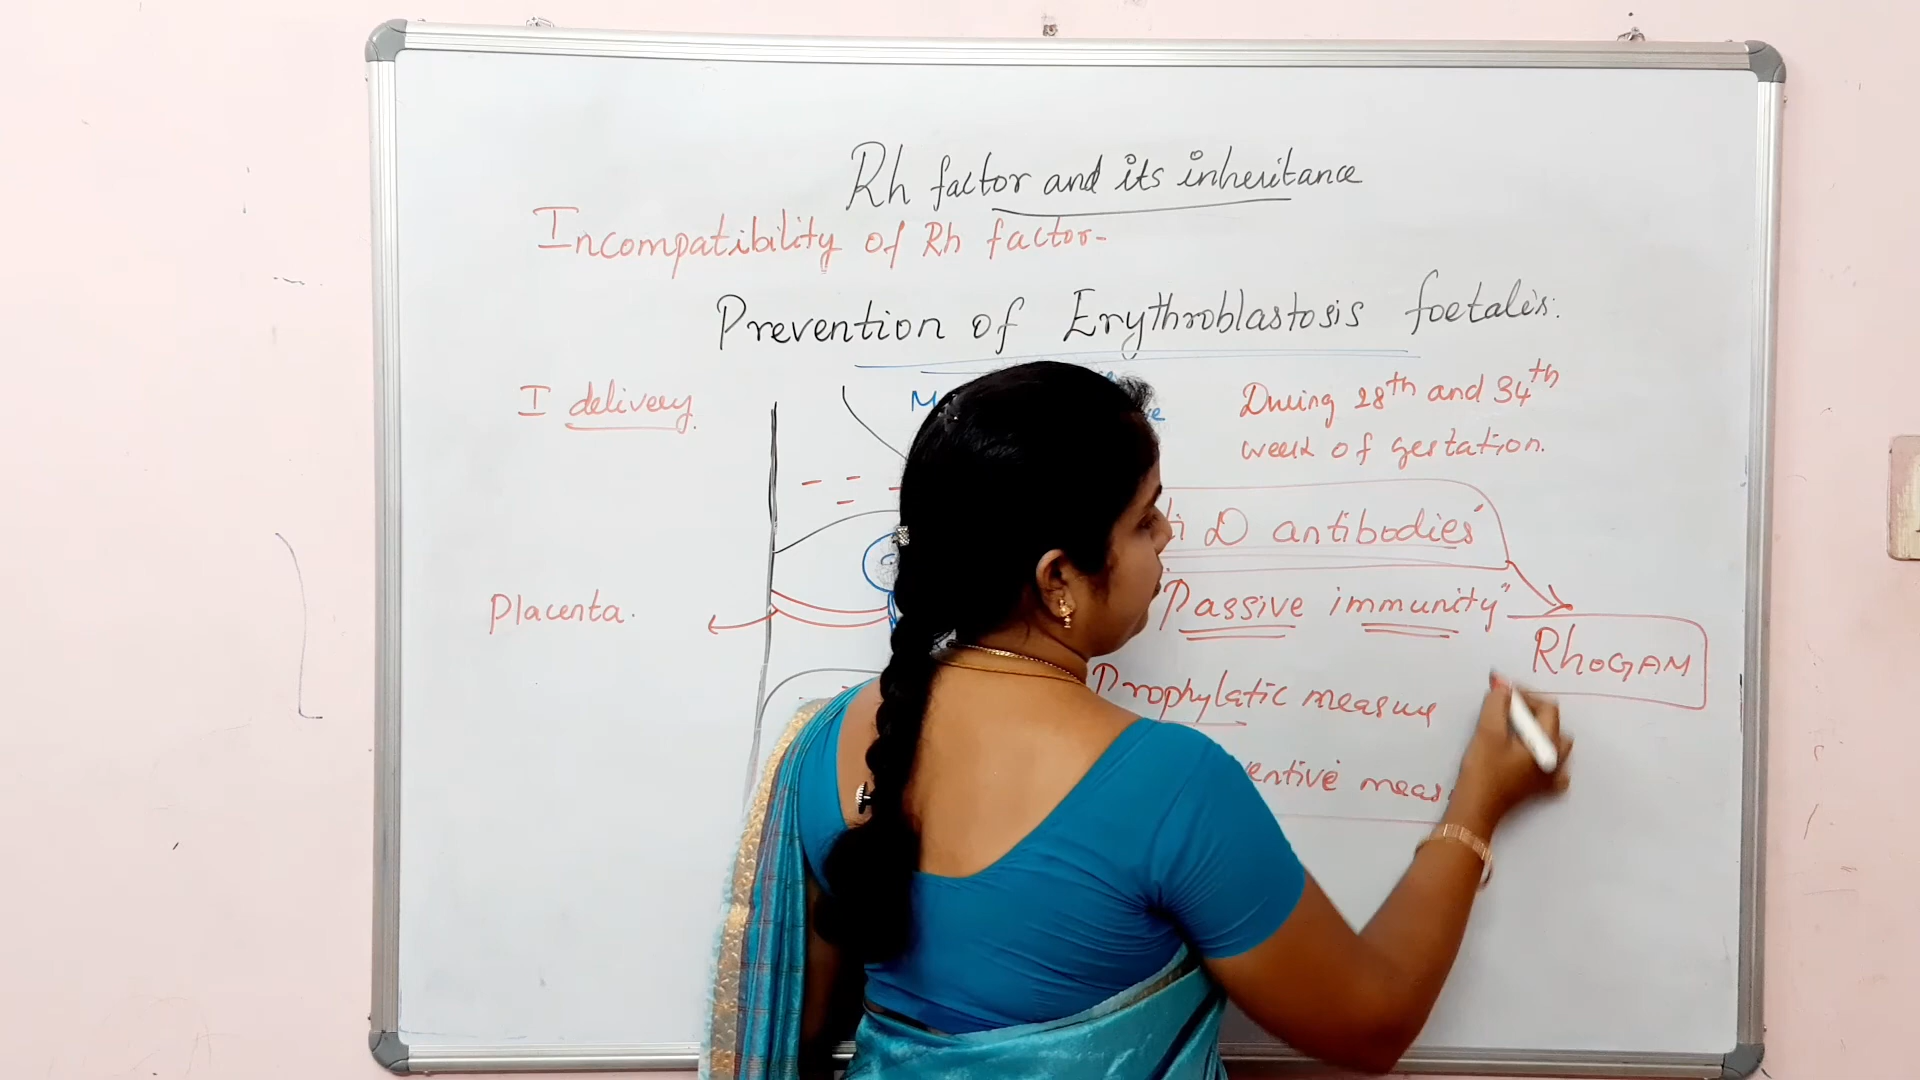 Rh factor and its inheritance
Incompatibility of Rh factor-
Prevention of Erythroblastosis foetalis:
I delivery.
During 28th and 34th
week of gestation.
D antibodies"
Placenta.
"Passive immunity"
RhoGAM
Prophylatic measure